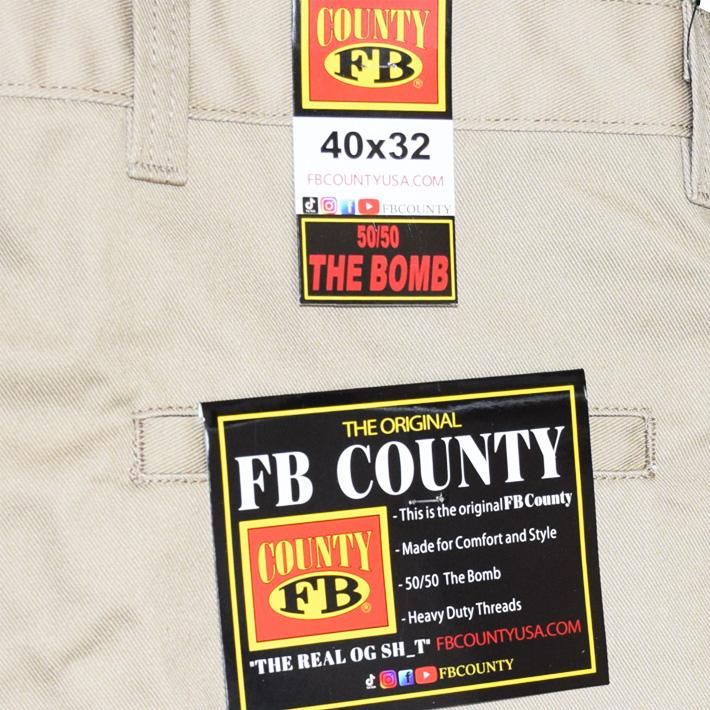 COUNTY
FB®
40x32
FBCOUNTYUSA.COM
FBCOUNTY
50/50
THE BOMB
THE ORIGINAL
FB COUNTY
- This is the original FB County
- Made for Comfort and Style
- 50/50 The Bomb
- Heavy Duty Threads
COUNTY
FB®
"THE REAL OG SH_T" FBCOUNTYUSA.COM
FBCOUNTY